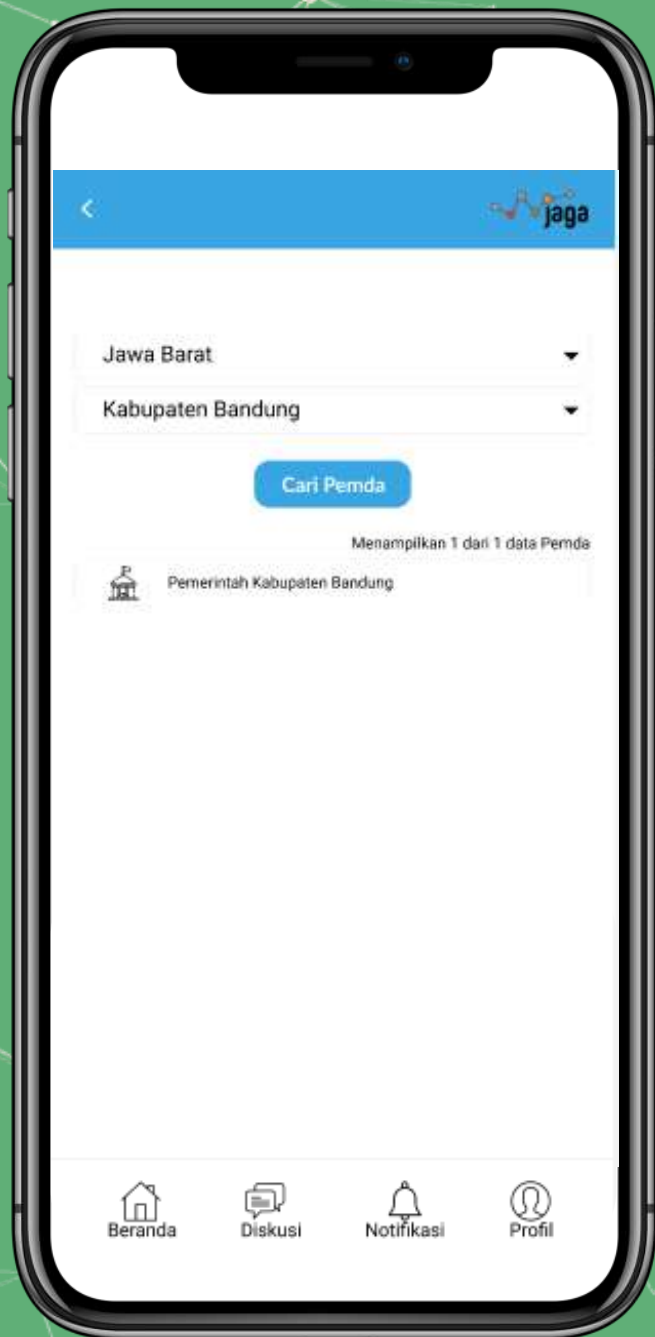 jaga
Jawa Barat
Kabupaten Bandung
Cari Pemda
Menampilkan 1 dari 1 data Pemda
Pemerintah Kabupaten Bandung
Beranda
Diskusi
Notifikasi
Profil